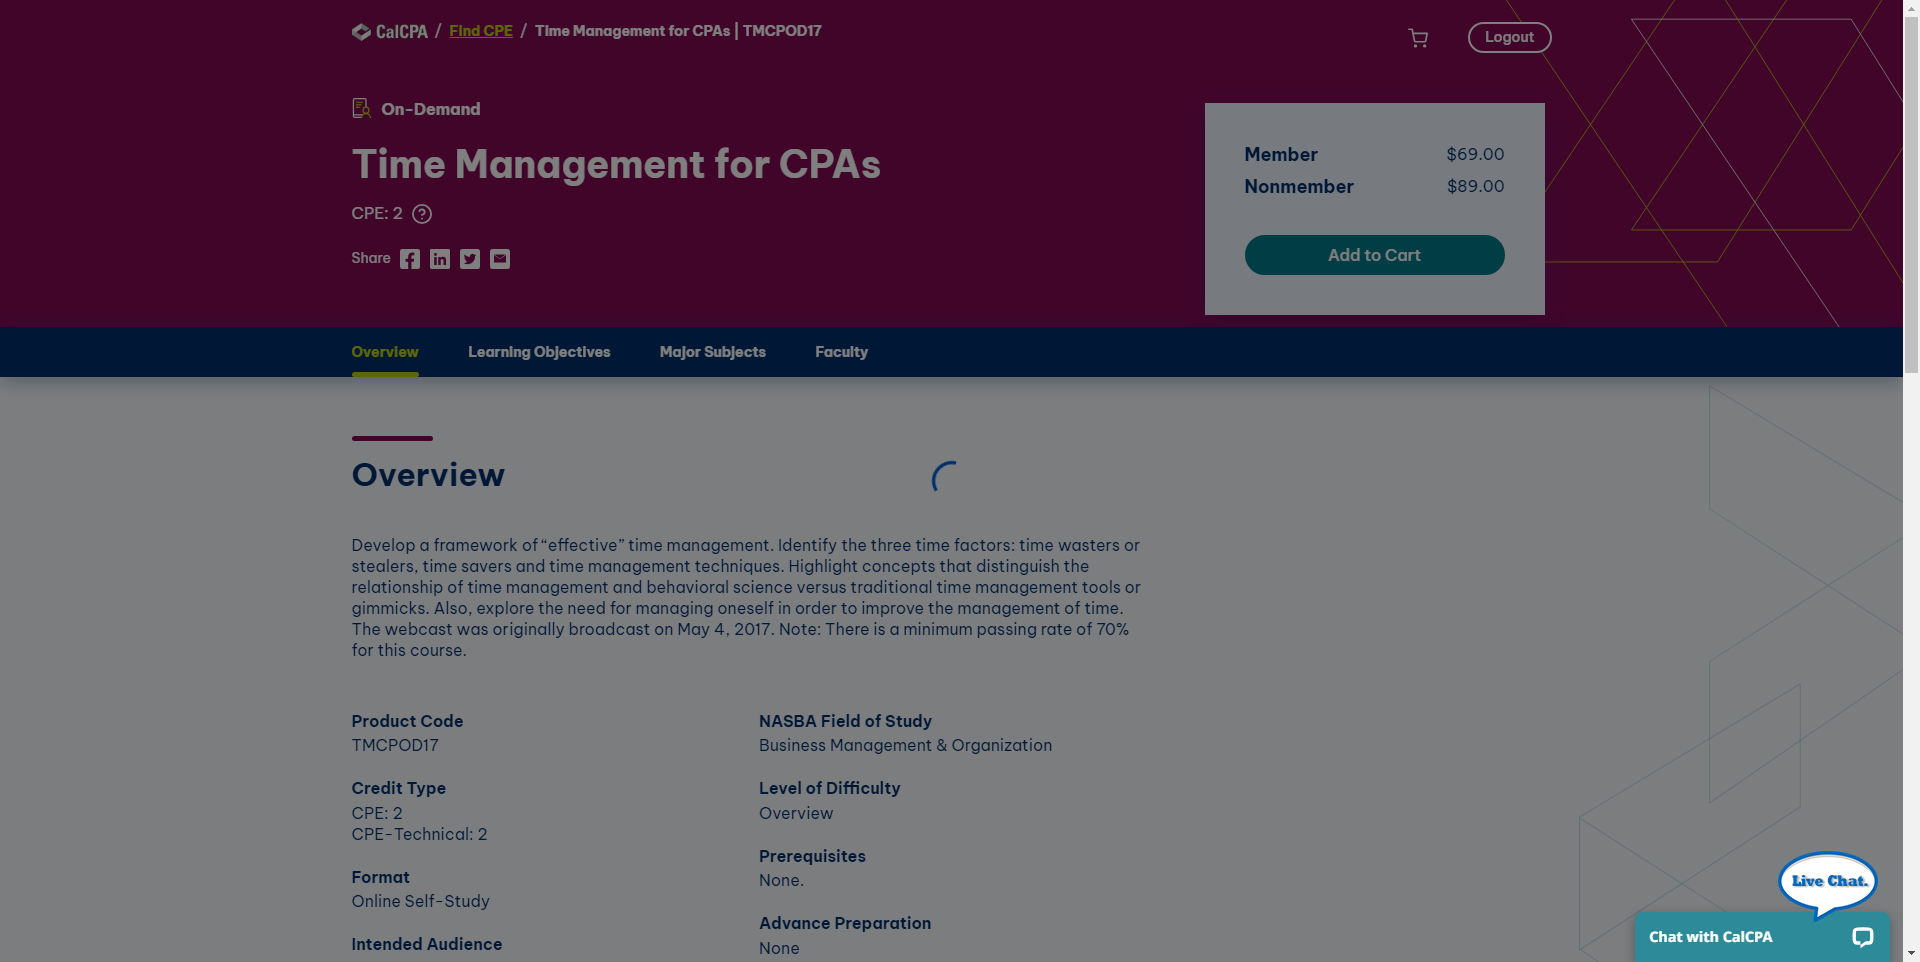 CalCPA / Find CPE / Time Management for CPAs | TMCPOD17
Logout
On-Demand
Time Management for CPAs
CPE: 2
Share
Member $69.00
Nonmember $89.00
Add to Cart
Overview Learning Objectives Major Subjects Faculty
Overview
Develop a framework of “effective” time management. Identify the three time factors: time wasters or
stealers, time savers and time management techniques. Highlight concepts that distinguish the
relationship of time management and behavioral science versus traditional time management tools or
gimmicks. Also, explore the need for managing oneself in order to improve the management of time.
The webcast was originally broadcast on May 4, 2017. Note: There is a minimum passing rate of 70%
for this course.
Product Code
TMCPOD17
Credit Type
CPE: 2
CPE-Technical: 2
Format
Online Self-Study
Intended Audience
NASBA Field of Study
Business Management & Organization
Level of Difficulty
Overview
Prerequisites
None.
Advance Preparation
None
Live Chat.
Chat with CalCPA